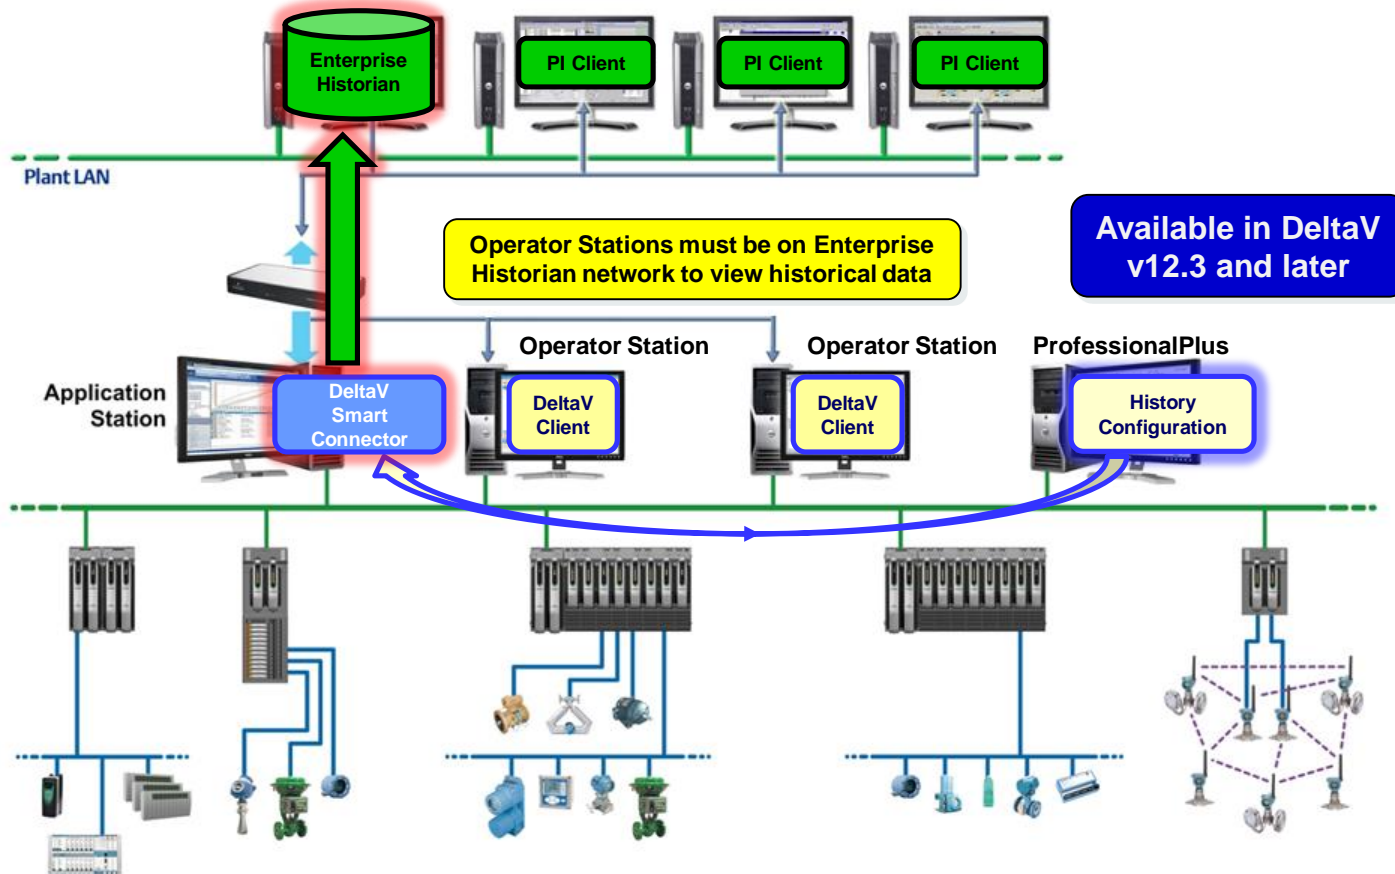 Enterprise
Historian
PI Client
PI Client
PI Client
Plant LAN
Operator Stations must be on Enterprise
Historian network to view historical data
Available in DeltaV
v12.3 and later
Operator Station
Operator Station
ProfessionalPlus
Application
Station
DeltaV
Smart
Connector
DeltaV
Client
DeltaV
Client
History
Configuration